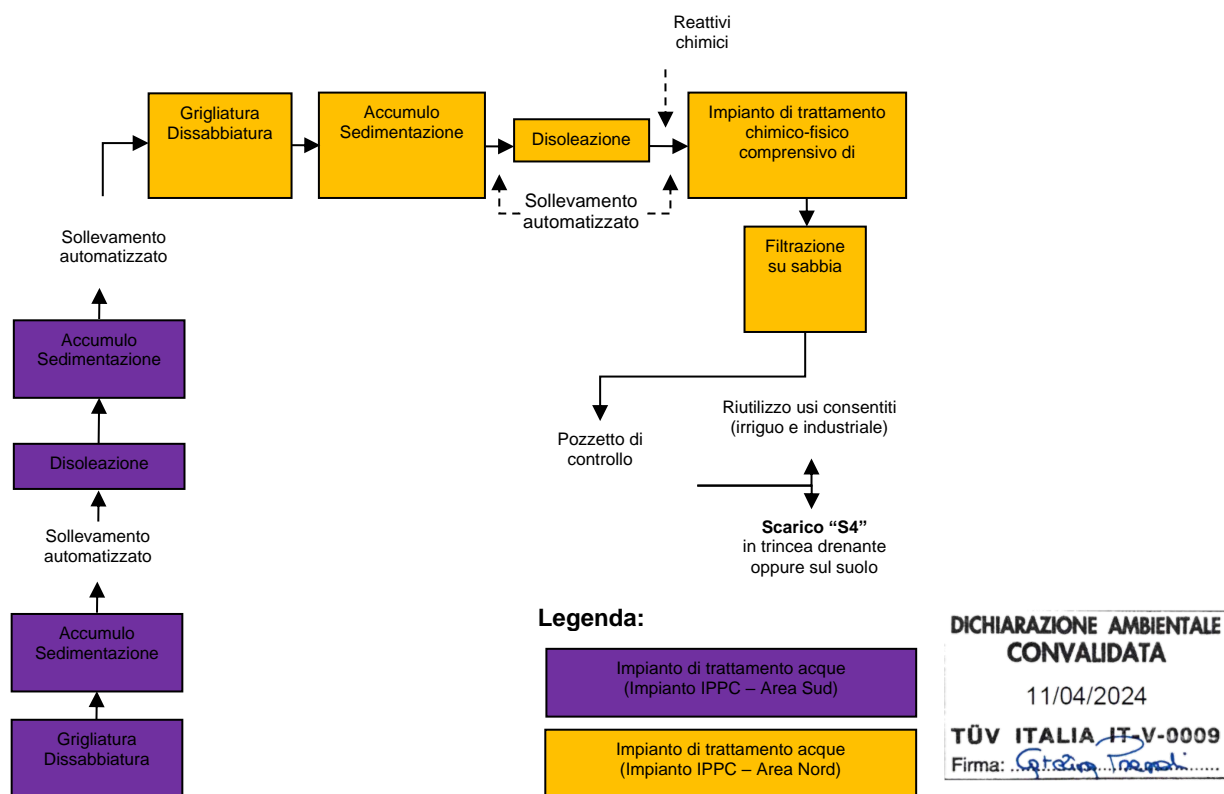 Reattivi
chimici
Grigliatura
Dissabbiatura
Accumulo
Sedimentazione
Disoleazione
Impianto di trattamento
chimico-fisico
comprensivo di
Sollevamento
automatizzato
Sollevamento
automatizzato
Filtrazione
su sabbia
Accumulo
Sedimentazione
Riutilizzo usi consentiti
(irriguo e industriale)
Pozzetto di
controllo
Disoleazione
Scarico “S4”
in trincea drenante
oppure sul suolo
Sollevamento
automatizzato
Accumulo
Sedimentazione
Grigliatura
Dissabbiatura
Legenda:
Impianto di trattamento acque
(Impianto IPPC – Area Sud)
Impianto di trattamento acque
(Impianto IPPC – Area Nord)
DICHIARAZIONE AMBIENTALE
CONVALIDATA
11/04/2024
TÜV ITALIA IT-V-0009
Firma: